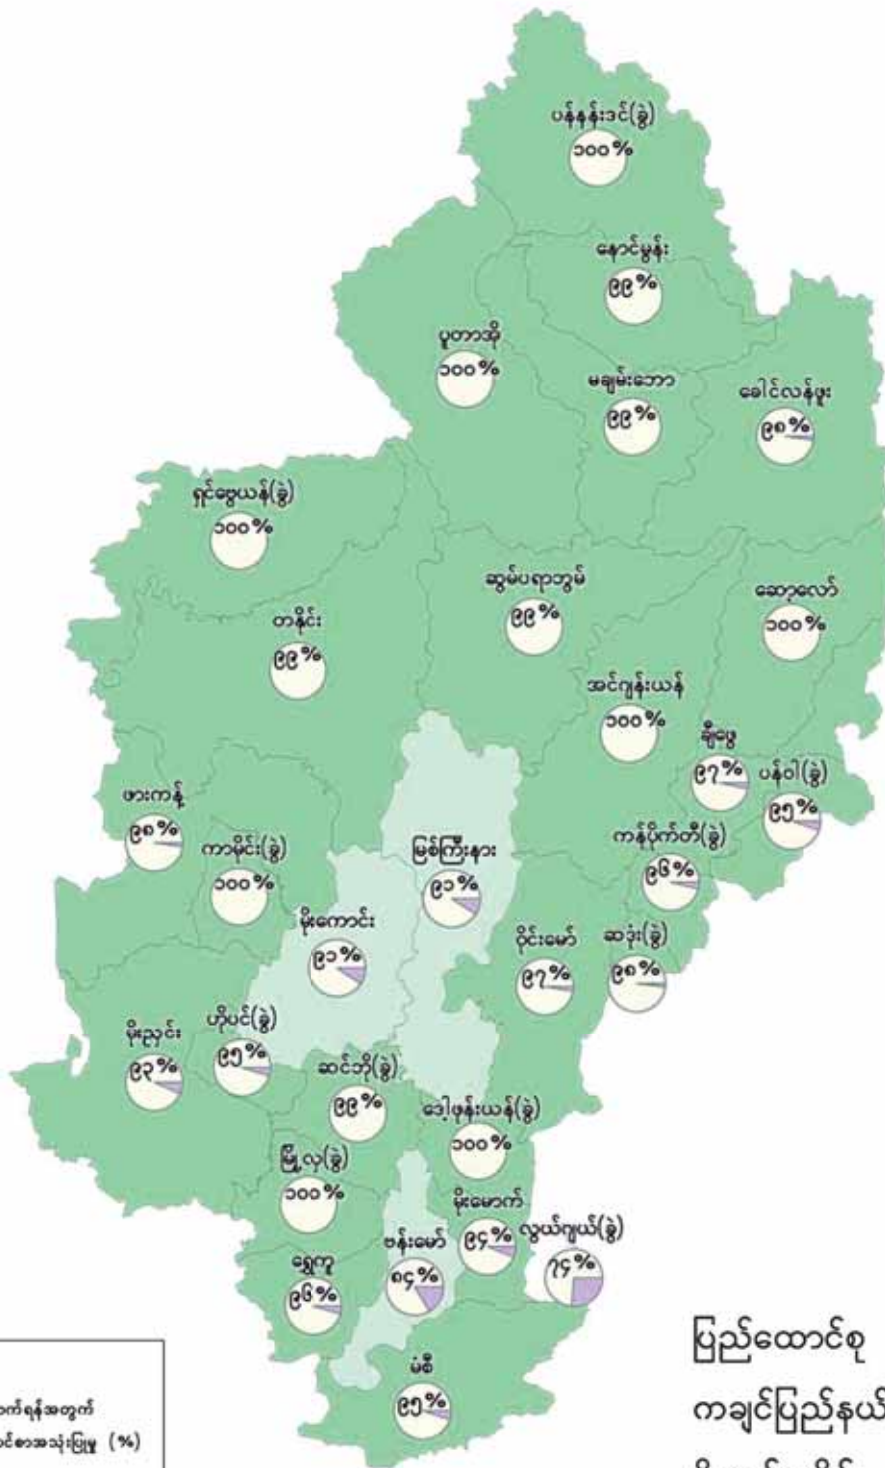 ပန်နန်းဒင်(ခွဲ)
၁၀၀%
နောင်မွန်း
၉၉%
ပူတာအို
၁၀၀%
မချမ်းဘော
၉၉%
ခေါင်လန်ဖူး
၉၈%
ရှင်ဗွေယန်(ခွဲ)
၁၀၀%
ဆွမ်ပရာဘွမ်
၉၉%
ဆော့လော်
၁၀၀%
တနိုင်း
၉၉%
အင်ဂျန်းယန်
၁၀၀%
ချီဖွေ
၉၇%
ပန်ဝါ(ခွဲ)
၉၅%
ဖားကန့်
၉၈%
ကာမိုင်း(ခွဲ)
၁၀၀%
မြစ်ကြီးနား
၉၁%
ကန်ပိုက်တီ(ခွဲ)
၉၆%
မိုးကောင်း
၉၁%
ဝိုင်းမော်
၉၇%
ဆဒုံး(ခွဲ)
၉၈%
မိုးညှင်း
၉၃%
ဟိုပင်(ခွဲ)
၉၅%
ဆင်ဘို(ခွဲ)
၉၉%
ဒေါ့ဖုန်းယန်(ခွဲ)
၁၀၀%
မြို့လှ(ခွဲ)
၁၀၀%
မိုးမောက်
၉၄%
လွယ်ဂျယ်(ခွဲ)
၇၄%
ဗန်းမော်
၈၄%
ရွှေကူ
၉၆%
မံစီ
၉၅%
ပြည်ထောင်စု
ကချင်ပြည်နယ်
(%)